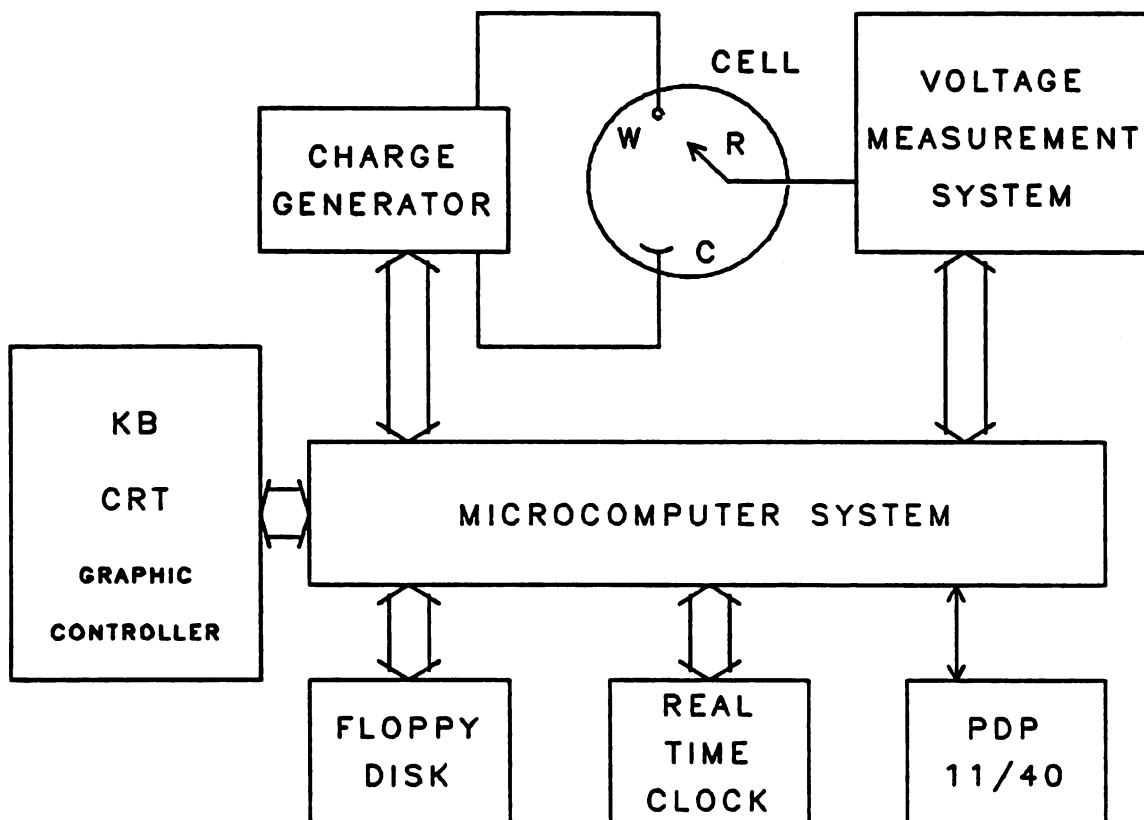 CELL
VOLTAGE
MEASUREMENT
SYSTEM
CHARGE
GENERATOR
W
R
C
KB
CRT
GRAPHIC
CONTROLLER
MICROCOMPUTER SYSTEM
FLOPPY
DISK
REAL
TIME
CLOCK
PDP
11/40